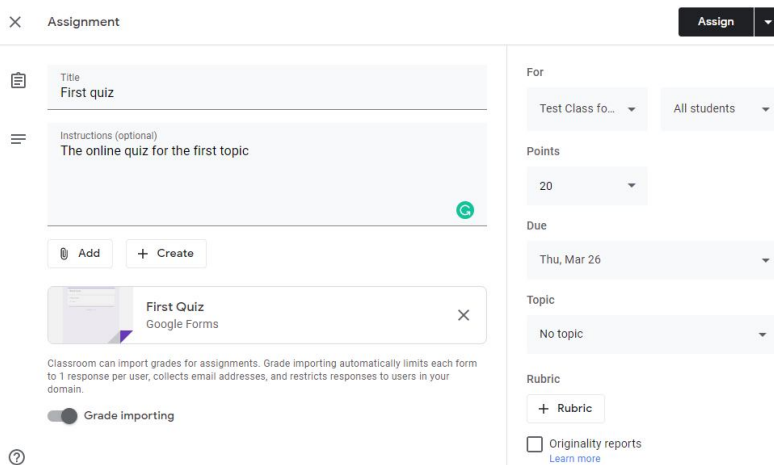 Assignment
Assign
Title
First quiz
Instructions (optional)
The online quiz for the first topic
Add
+ Create
First Quiz
Google Forms
Classroom can import grades for assignments. Grade importing automatically limits each form
to 1 response per user, collects email addresses, and restricts responses to users in your
domain.
Grade importing
For
Test Class fo...
All students
Points
20
Due
Thu, Mar 26
Topic
No topic
Rubric
+ Rubric
Originality reports
Learn more